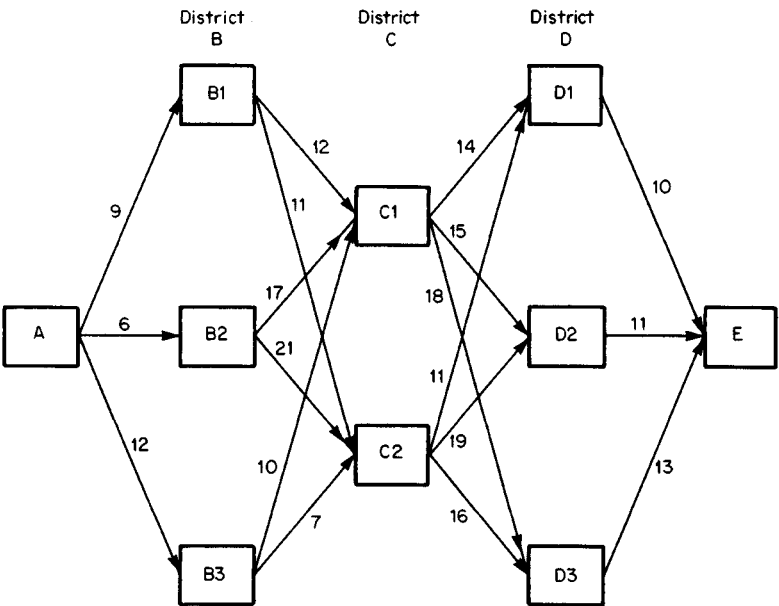 District District District
B C D
B1 D1
12 14
11 10
9 C1
15
17
18
A 6 B2 D2 11 E
21
11
12 C2 19
10 13
7 16
B3 D3